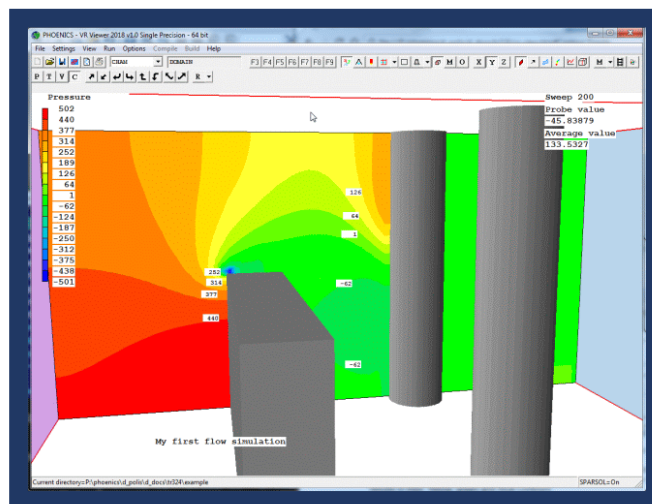 PHOENICS - VR Viewer 2018 v1.0 Single Precision - 64 bit
File Settings View Run Options Compile Build Help
CHAM DOMAIN F3 F4 F5 F6 F7 F8 F9 M O X Y Z M
P T V C R
Pressure
502
440
377
314
252
189
126
64
1
-62
-124
-187
-250
-312
-375
-438
-501
Sweep 200
Probe value
-45.83879
Average value
133.5327
126
64
1
252
314
377
440
-62
-62
My first flow simulation
Current directory=P:\phoenics\d_polis\d_docs\tr324\example SPARSOL=On